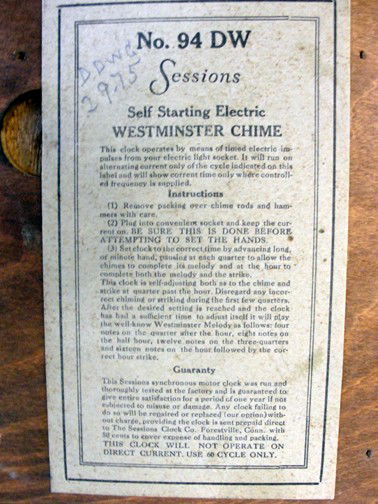 No. 94 DW
Sessions
Self Starting Electric
WESTMINSTER CHIME
This clock operates by means of timed electric im-
pulses from your electric light socket. It will run on
alternating current only of the cycle indicated on this
label and will show current time only where controll-
ed frequency is supplied.
Instructions
(1) Remove packing over chime rods and ham-
mers with care.
(2) Plug into convenient socket and keep the cur-
rent on. BE SURE THIS IS DONE BEFORE
ATTEMPTING TO SET THE HANDS.
(3) Set clock to the correct time by advancing long,
or minute hand, pausing at each quarter to allow the
chimes to complete its melody and at the hour to
complete both the melody and the strike.
This clock is self-adjusting both as to the chime and
strike at quarter past the hour. Disregard any incor-
rect chiming or striking during the first few quarters.
After the desired setting is reached and the clock
has had a sufficient time to adjust itself it will play
the well-know Westminster Melody as follows: four
notes on the quarter after the hour, eight notes on
the half hour, twelve notes on the three-quarters
and sixteen notes on the hour followed by the cor-
rect hour strike.
Guaranty
This Sessions synchronous motor clock was run and
thoroughly tested at the factory and is guaranteed to
give entire satisfaction for a period of one year if not
subjected to misuse or damage. Any clock failing to
do so will be repaired or replaced (our option) with-
out charge, providing the clock is sent prepaid direct
to The Sessions Clock Co. Forestville, Conn. with
50 cents to cover expense of handling and packing.
THIS CLOCK WILL NOT OPERATE ON
DIRECT CURRENT. USE 60 CYCLE ONLY.